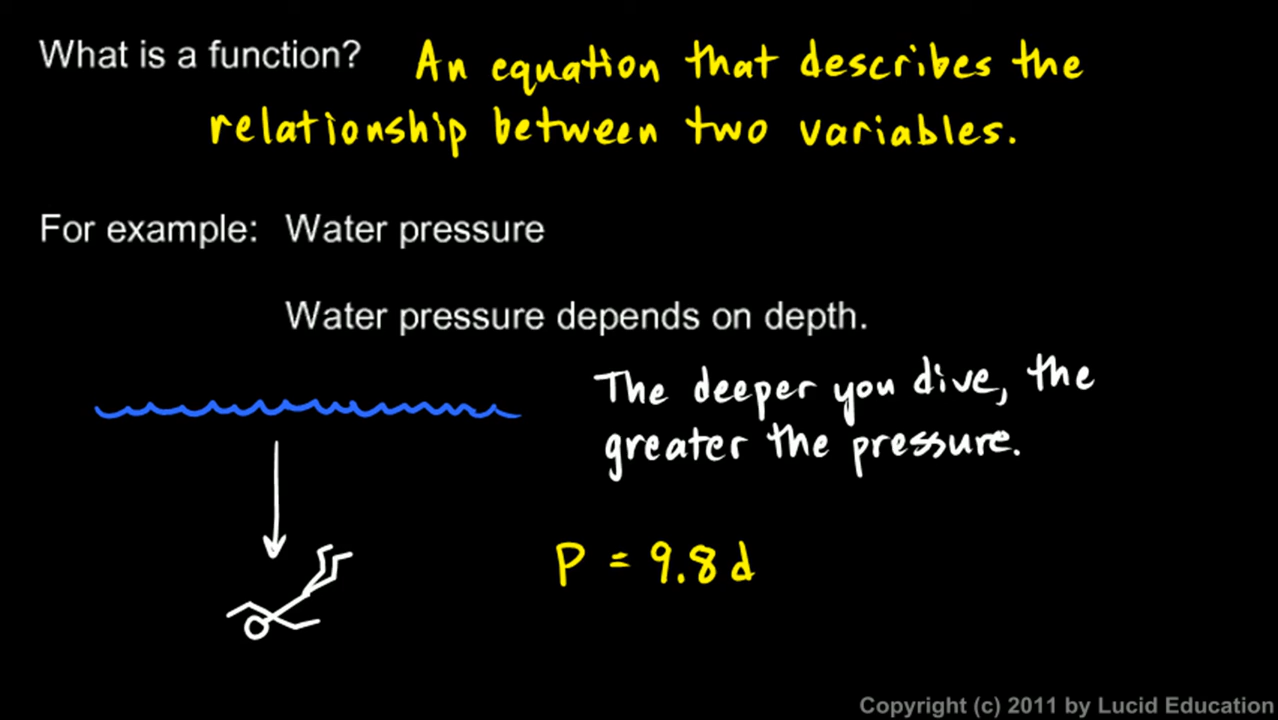 What is a function? An equation that describes the
relationship between two variables.
For example: Water pressure
Water pressure depends on depth.
The deeper you dive, the
greater the pressure.
P = 9.8 d
Copyright (c) 2011 by Lucid Education